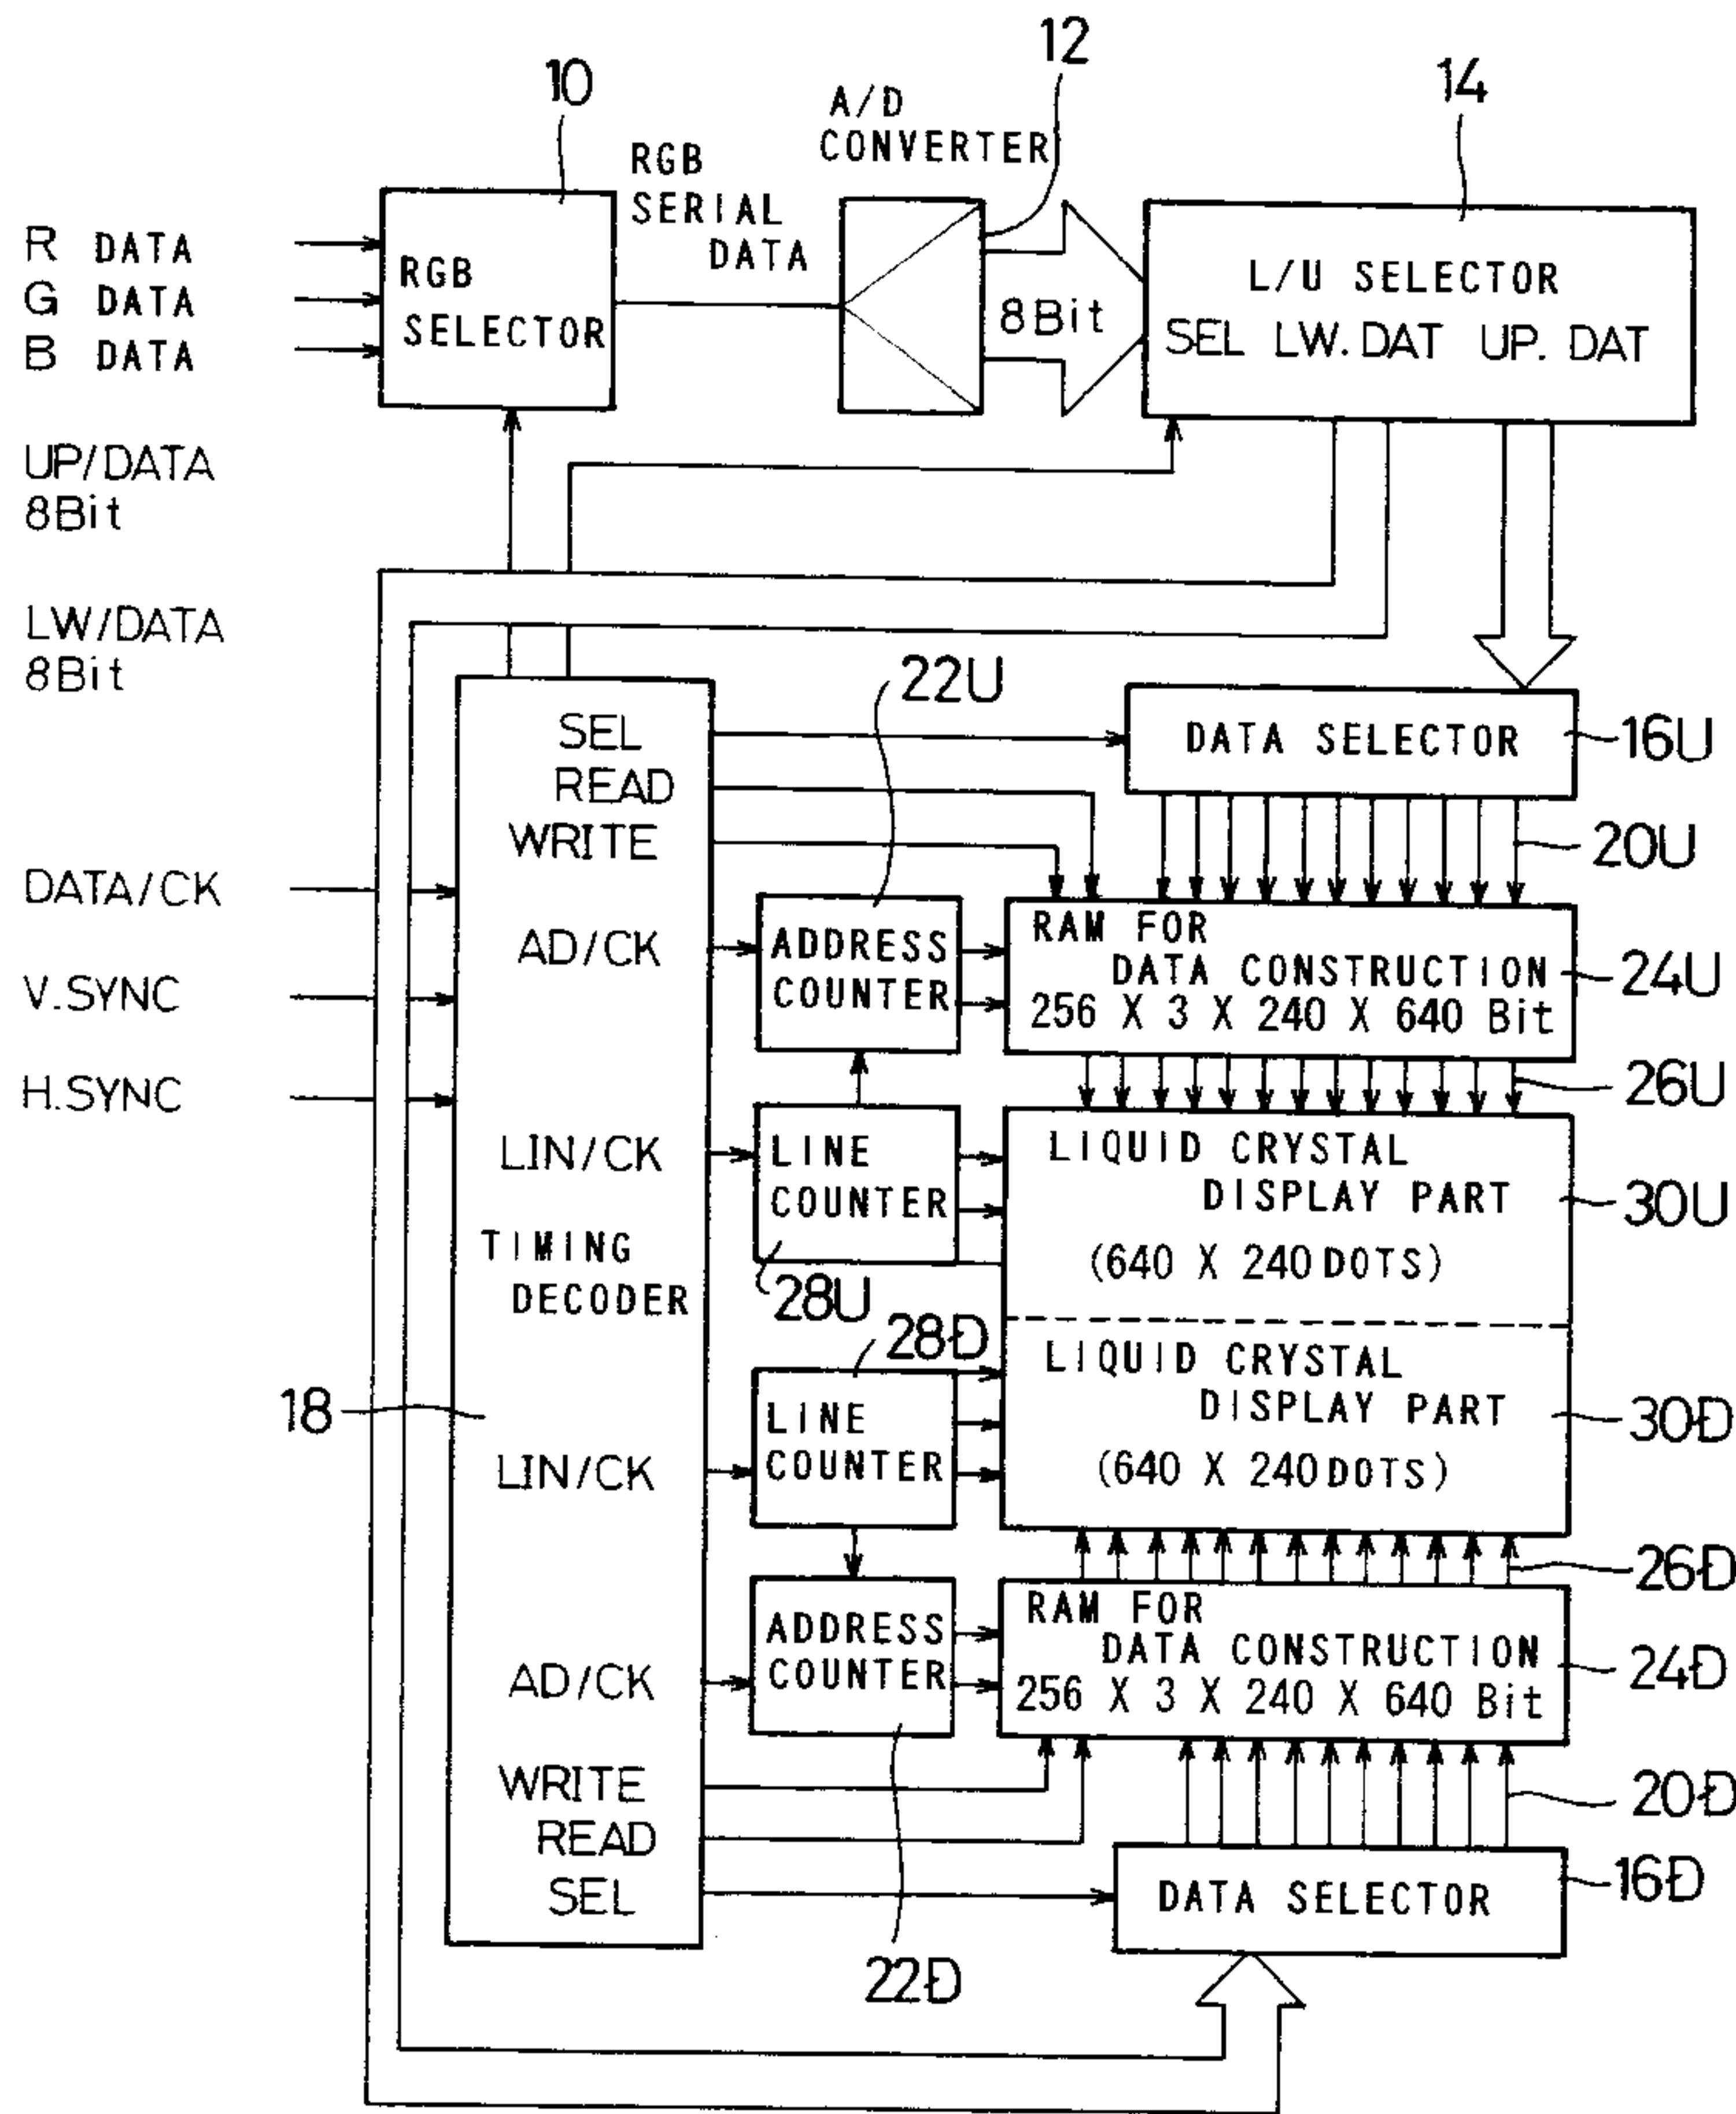 10
12
14
A/D
CONVERTER
RGB
SERIAL
DATA
R DATA
G DATA
B DATA
RGB
SELECTOR
8Bit
L/U SELECTOR
SEL LW.DAT UP. DAT
UP/DATA
8Bit
LW/DATA
8Bit
22U
SEL
READ
WRITE
DATA SELECTOR
16U
20U
DATA/CK
V.SYNC
H.SYNC
AD/CK
ADDRESS
COUNTER
RAM FOR
DATA CONSTRUCTION
256 X 3 X 240 X 640 Bit
24U
26U
LIN/CK
LINE
COUNTER
LIQUID CRYSTAL
DISPLAY PART
(640 X 240 DOTS)
30U
TIMING
DECODER
28U
28D
18
LINE
COUNTER
LIQUID CRYSTAL
DISPLAY PART
(640 X 240 DOTS)
30D
LIN/CK
26D
ADDRESS
COUNTER
RAM FOR
DATA CONSTRUCTION
256 X 3 X 240 X 640 Bit
24D
AD/CK
WRITE
READ
SEL
20D
DATA SELECTOR
16D
22D